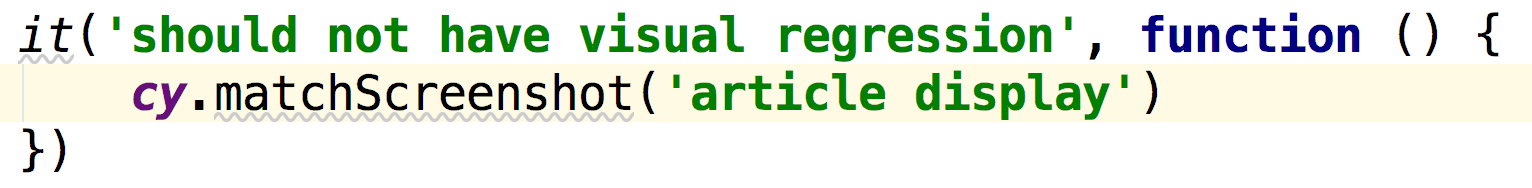 it('should not have visual regression', function () {
    cy.matchScreenshot('article display')
})